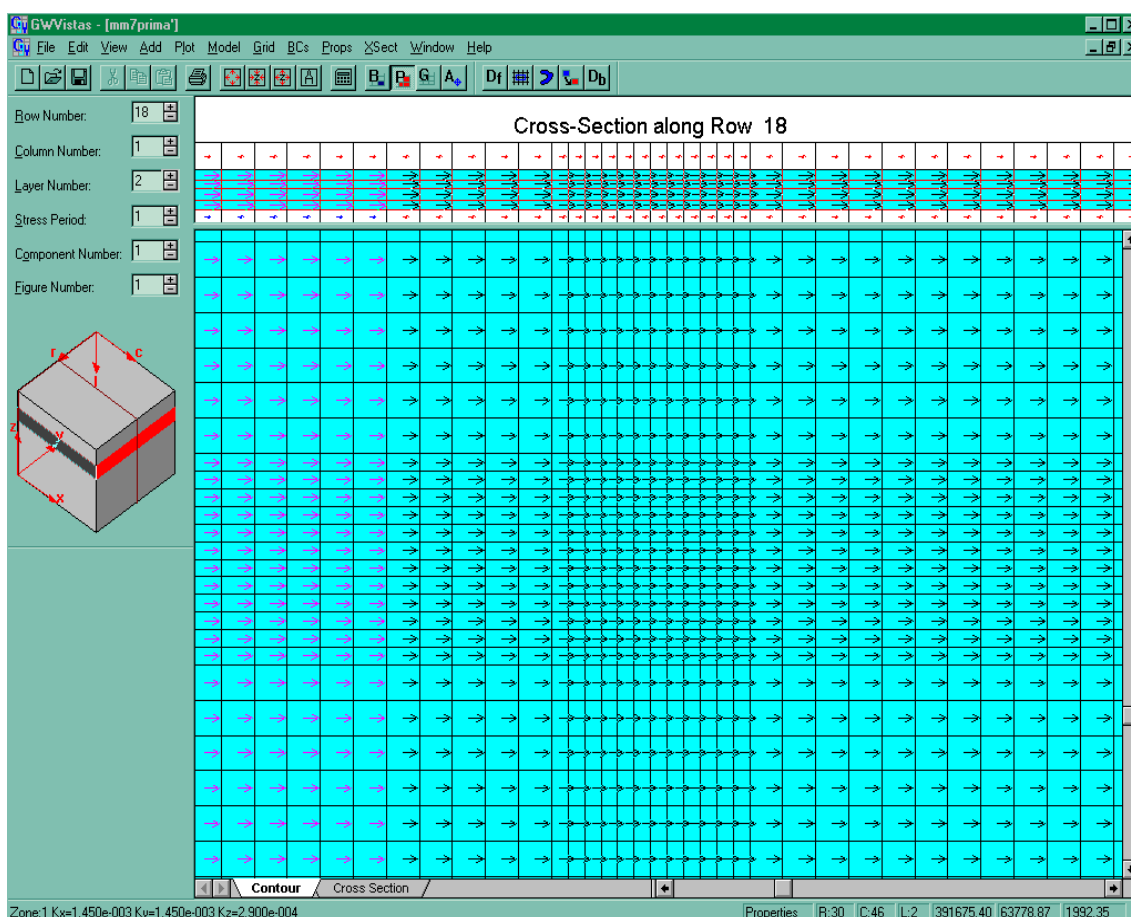 GWVistas - [mm7prima']
File Edit View Add Plot Model Grid BCs Props XSect Window Help
B P G A Df Db
Row Number: 18
Column Number: 1
Layer Number: 2
Stress Period: 1
Component Number: 1
Figure Number: 1
Cross-Section along Row 18
r c
l
z y
x
Contour Cross Section
Zone:1 Kx=1.450e-003 Ky=1.450e-003 Kz=2.900e-004 Properties R:30 C:46 L:2 391675.40 63778.87 1992.35